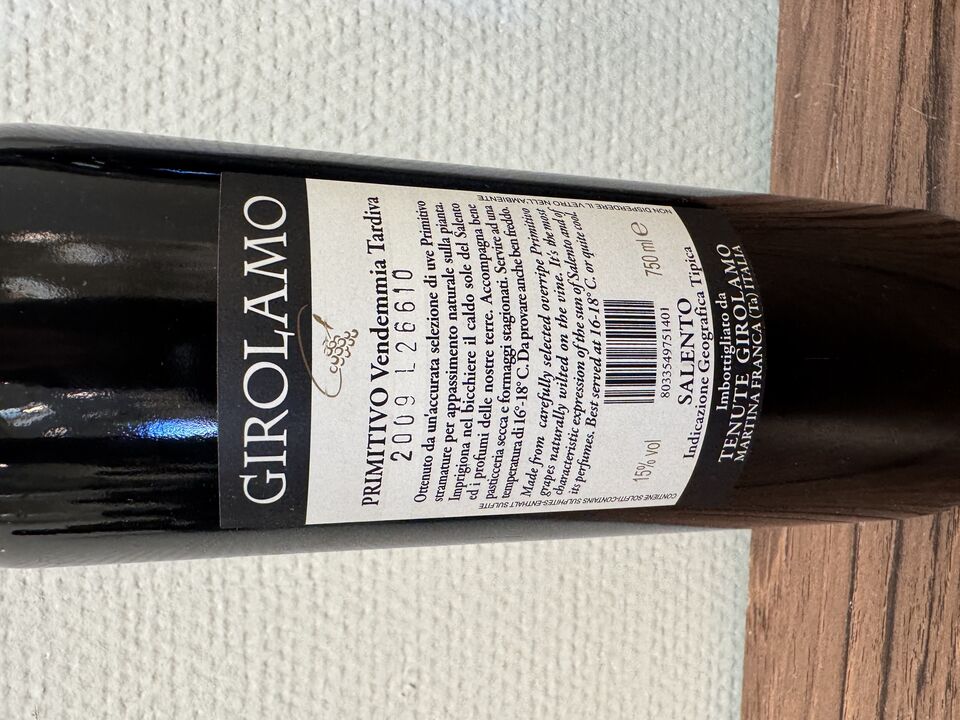 GIROLAMO
PRIMITIVO Vendemmia Tardiva
2009 L 26610
Ottenuto da un'accurata selezione di uve Primitivo
stramature per appassimento naturale sulla pianta.
Imprigiona nel bicchiere il caldo sole del Salento
ed i profumi delle nostre terre. Accompagna bene
pasticceria secca e formaggi stagionati. Servire ad una
temperatura di 16°-18° C. Da provare anche ben freddo.
Made from carefully selected overripe Primitivo
grapes naturally wilted on the vine. It's the most
characteristic expression of the sun of Salento and of
its perfumes. Best served at 16-18° C. or quite cool.
CONTIENE SOLFITI-CONTAINS SULPHITES-ENTHALT SULFITE
NON DISPERDERE IL VETRO NELL'AMBIENTE
15% vol
8033549751401
750 ml e
SALENTO
Indicazione Geografica Tipica
Imbottigliato da
TENUTE GIROLAMO
MARTINA FRANCA (Ta) ITALIA